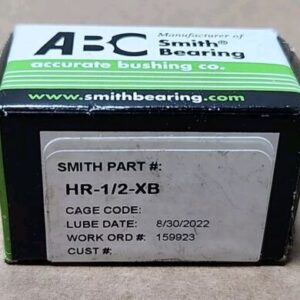 ABC
Manufacturer of
Smith®
Bearing
accurate bushing co.
www.smithbearing.com
SMITH PART #:
HR-1/2-XB
CAGE CODE:
LUBE DATE: 8/30/2022
WORK ORD #: 159923
CUST #: